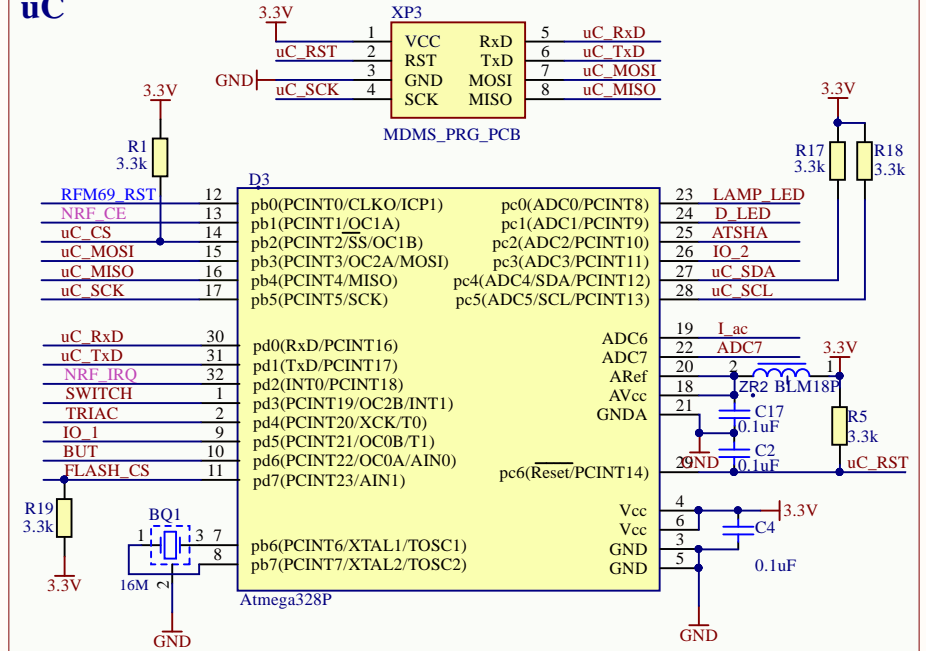 uC
3.3V
XP3
1 VCC RxD 5 uC_RxD
uC_RST 2 RST TxD 6 uC_TxD
GND 3 GND MOSI 7 uC_MOSI
uC_SCK 4 SCK MISO 8 uC_MISO
MDMS_PRG_PCB
3.3V
3.3V
R1
3.3k
R17
3.3k
R18
3.3k
D3
RFM69_RST 12 pb0(PCINT0/CLKO/ICP1) pc0(ADC0/PCINT8) 23 LAMP_LED
NRF_CE 13 pb1(PCINT1/OC1A) pc1(ADC1/PCINT9) 24 D_LED
uC_CS 14 pb2(PCINT2/SS/OC1B) pc2(ADC2/PCINT10) 25 ATSHA
uC_MOSI 15 pb3(PCINT3/OC2A/MOSI) pc3(ADC3/PCINT11) 26 IO_2
uC_MISO 16 pb4(PCINT4/MISO) pc4(ADC4/SDA/PCINT12) 27 uC_SDA
uC_SCK 17 pb5(PCINT5/SCK) pc5(ADC5/SCL/PCINT13) 28 uC_SCL
uC_RxD 30 pd0(RxD/PCINT16) ADC6 19 I_ac
uC_TxD 31 pd1(TxD/PCINT17) ADC7 22 ADC7 3.3V
NRF_IRQ 32 pd2(INT0/PCINT18) ARef 20 2 1
SWITCH 1 pd3(PCINT19/OC2B/INT1) AVcc 18 ZR2 BLM18P
TRIAC 2 pd4(PCINT20/XCK/T0) GNDA 21 C17 R5
IO_1 9 pd5(PCINT21/OC0B/T1) 0.1uF 3.3k
BUT 10 pd6(PCINT22/OC0A/AIN0) C2
FLASH_CS 11 pd7(PCINT23/AIN1) pc6(Reset/PCINT14) 29 GND 0.1uF uC_RST
R19
3.3k
3.3V
BQ1
1 3 7 pb6(PCINT6/XTAL1/TOSC1)
8 pb7(PCINT7/XTAL2/TOSC2)
16M 2
GND
Vcc 4 3.3V
Vcc 6 C4
GND 3
GND 5 0.1uF
Atmega328P
GND